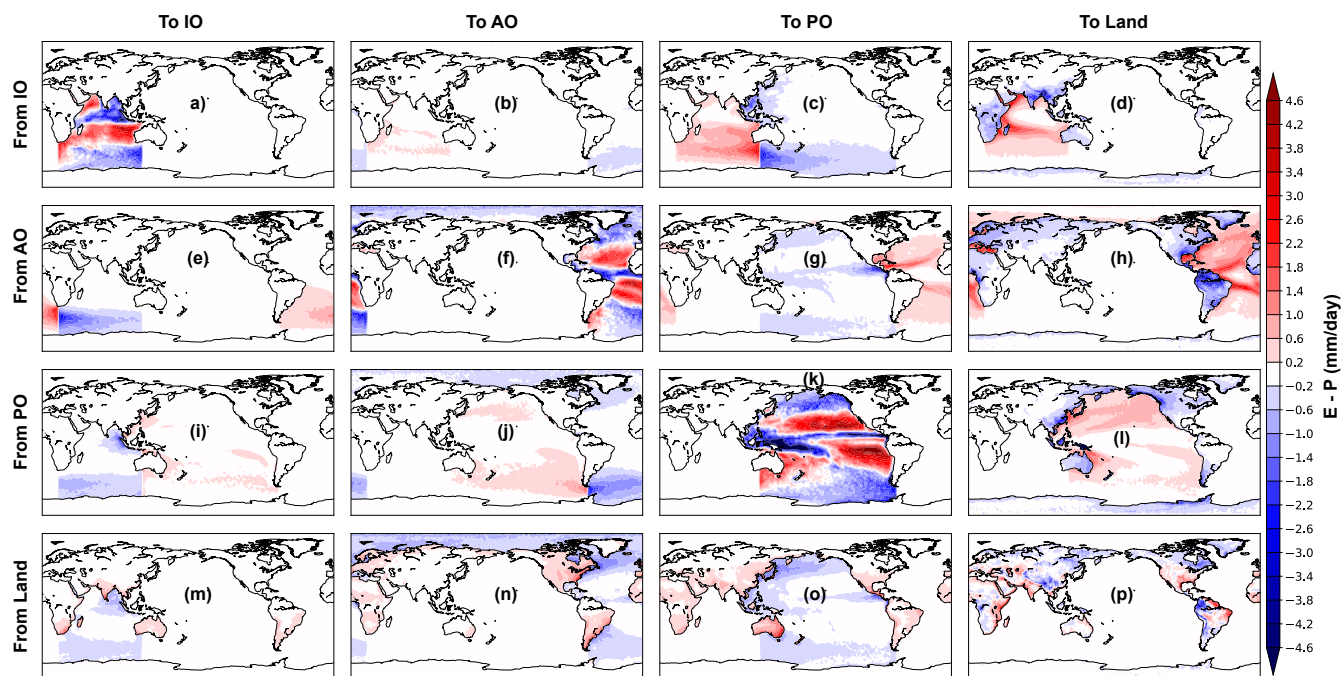 To IO To AO To PO To Land
From IO
a) (b) (c) (d)
From AO
(e) (f) (g) (h)
From PO
(i) (j) (k) (l)
From Land
(m) (n) (o) (p)
4.6
4.2
3.8
3.4
3.0
2.6
2.2
1.8
1.4
1.0
0.6
0.2
−0.2
−0.6
−1.0
−1.4
−1.8
−2.2
−2.6
−3.0
−3.4
−3.8
−4.2
−4.6
E - P (mm/day)